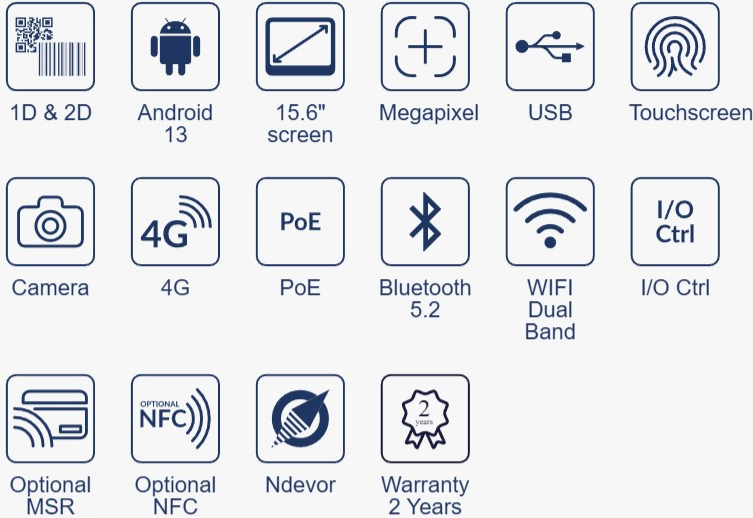 1D & 2D
Android
13
15.6"
screen
Megapixel
USB
Touchscreen
4G
PoE
I/O
Ctrl
Camera
4G
PoE
Bluetooth
5.2
WIFI
Dual
Band
I/O Ctrl
OPTIONAL
NFC
2
years
Optional
MSR
Optional
NFC
Ndevor
Warranty
2 Years